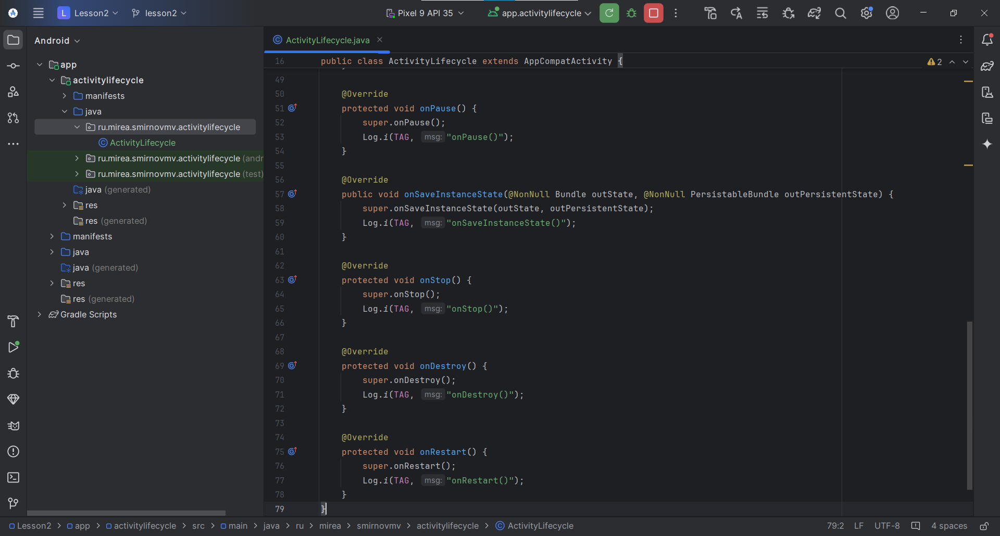 L Lesson2 lesson2 Pixel 9 API 35 app.activitylifecycle
Android
app
activitylifecycle
manifests
java
ru.mirea.smirnovmv.activitylifecycle
ActivityLifecycle
ru.mirea.smirnovmv.activitylifecycle (andr
ru.mirea.smirnovmv.activitylifecycle (test)
java (generated)
res
res (generated)
manifests
java
java (generated)
res
res (generated)
Gradle Scripts
ActivityLifecycle.java
16 public class ActivityLifecycle extends AppCompatActivity {
2
49
50 @Override
51 protected void onPause() {
52 super.onPause();
53 Log.i(TAG, msg: "onPause()");
54 }
55
56 @Override
57 public void onSaveInstanceState(@NonNull Bundle outState, @NonNull PersistableBundle outPersistentState) {
58 super.onSaveInstanceState(outState, outPersistentState);
59 Log.i(TAG, msg: "onSaveInstanceState()");
60 }
61
62 @Override
63 protected void onStop() {
64 super.onStop();
65 Log.i(TAG, msg: "onStop()");
66 }
67
68 @Override
69 protected void onDestroy() {
70 super.onDestroy();
71 Log.i(TAG, msg: "onDestroy()");
72 }
73
74 @Override
75 protected void onRestart() {
76 super.onRestart();
77 Log.i(TAG, msg: "onRestart()");
78 }
79 }
Lesson2 > app > activitylifecycle > src > main > java > ru > mirea > smirnovmv > activitylifecycle > ActivityLifecycle 79:2 LF UTF-8 4 spaces